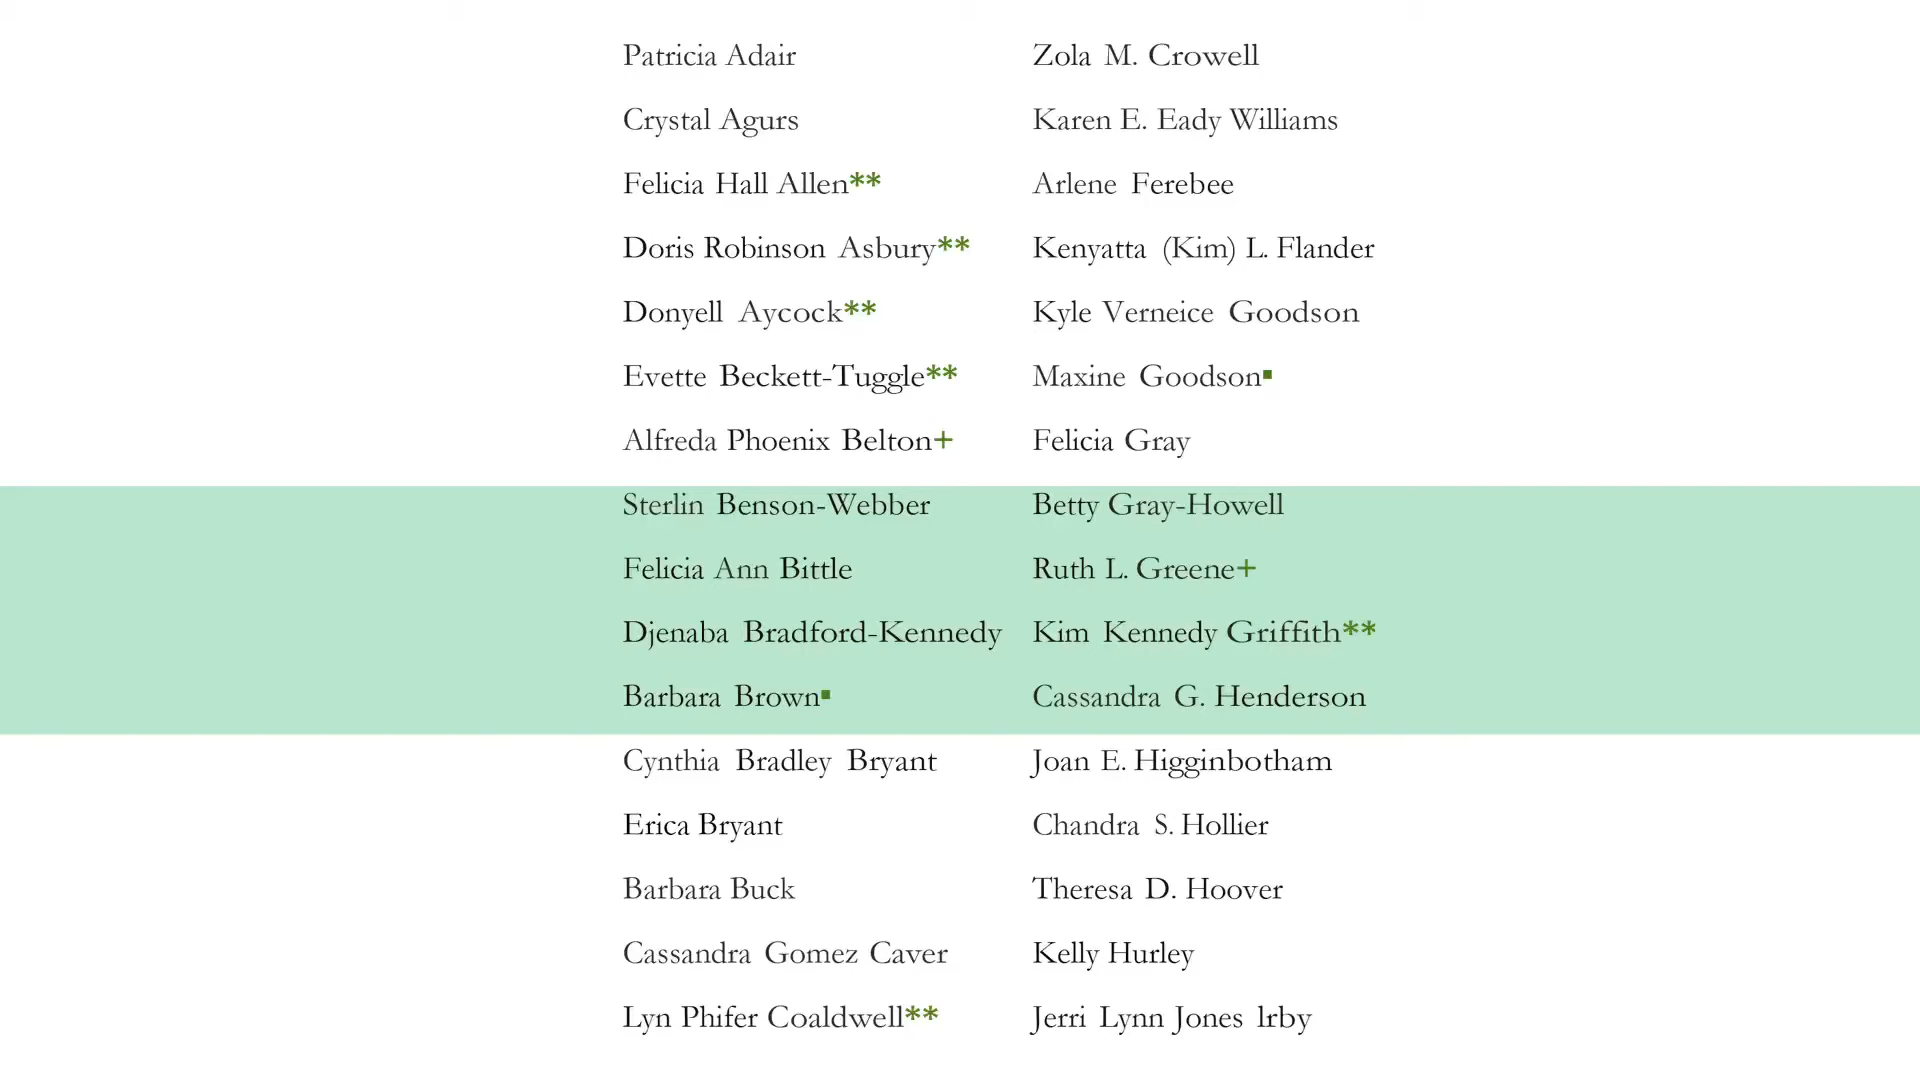 Patricia Adair
Crystal Agurs
Felicia Hall Allen**
Doris Robinson Asbury**
Donyell Aycock**
Evette Beckett-Tuggle**
Alfreda Phoenix Belton+
Sterlin Benson-Webber
Felicia Ann Bittle
Djenaba Bradford-Kennedy
Barbara Brown▪
Cynthia Bradley Bryant
Erica Bryant
Barbara Buck
Cassandra Gomez Caver
Lyn Phifer Coaldwell**
Zola M. Crowell
Karen E. Eady Williams
Arlene Ferebee
Kenyatta (Kim) L. Flander
Kyle Verneice Goodson
Maxine Goodson▪
Felicia Gray
Betty Gray-Howell
Ruth L. Greene+
Kim Kennedy Griffith**
Cassandra G. Henderson
Joan E. Higginbotham
Chandra S. Hollier
Theresa D. Hoover
Kelly Hurley
Jerri Lynn Jones lrby